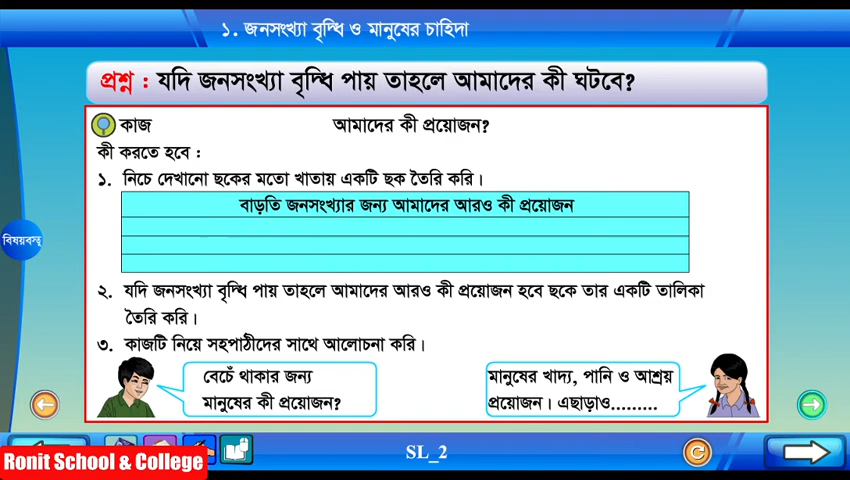 ১. জনসংখ্যা বৃদ্ধি ও মানুষের চাহিদা
প্রশ্ন : যদি জনসংখ্যা বৃদ্ধি পায় তাহলে আমাদের কী ঘটবে?
কাজ
আমাদের কী প্রয়োজন?
কী করতে হবে :
১. নিচে দেখানো ছকের মতো খাতায় একটি ছক তৈরি করি।
বাড়তি জনসংখ্যার জন্য আমাদের আরও কী প্রয়োজন
বিষয়বস্তু
২. যদি জনসংখ্যা বৃদ্ধি পায় তাহলে আমাদের আরও কী প্রয়োজন হবে ছকে তার একটি তালিকা
তৈরি করি।
৩. কাজটি নিয়ে সহপাঠীদের সাথে আলোচনা করি।
বেচেঁ থাকার জন্য
মানুষের কী প্রয়োজন?
মানুষের খাদ্য, পানি ও আশ্রয়
প্রয়োজন। এছাড়াও.........
SL_2
Ronit School & College